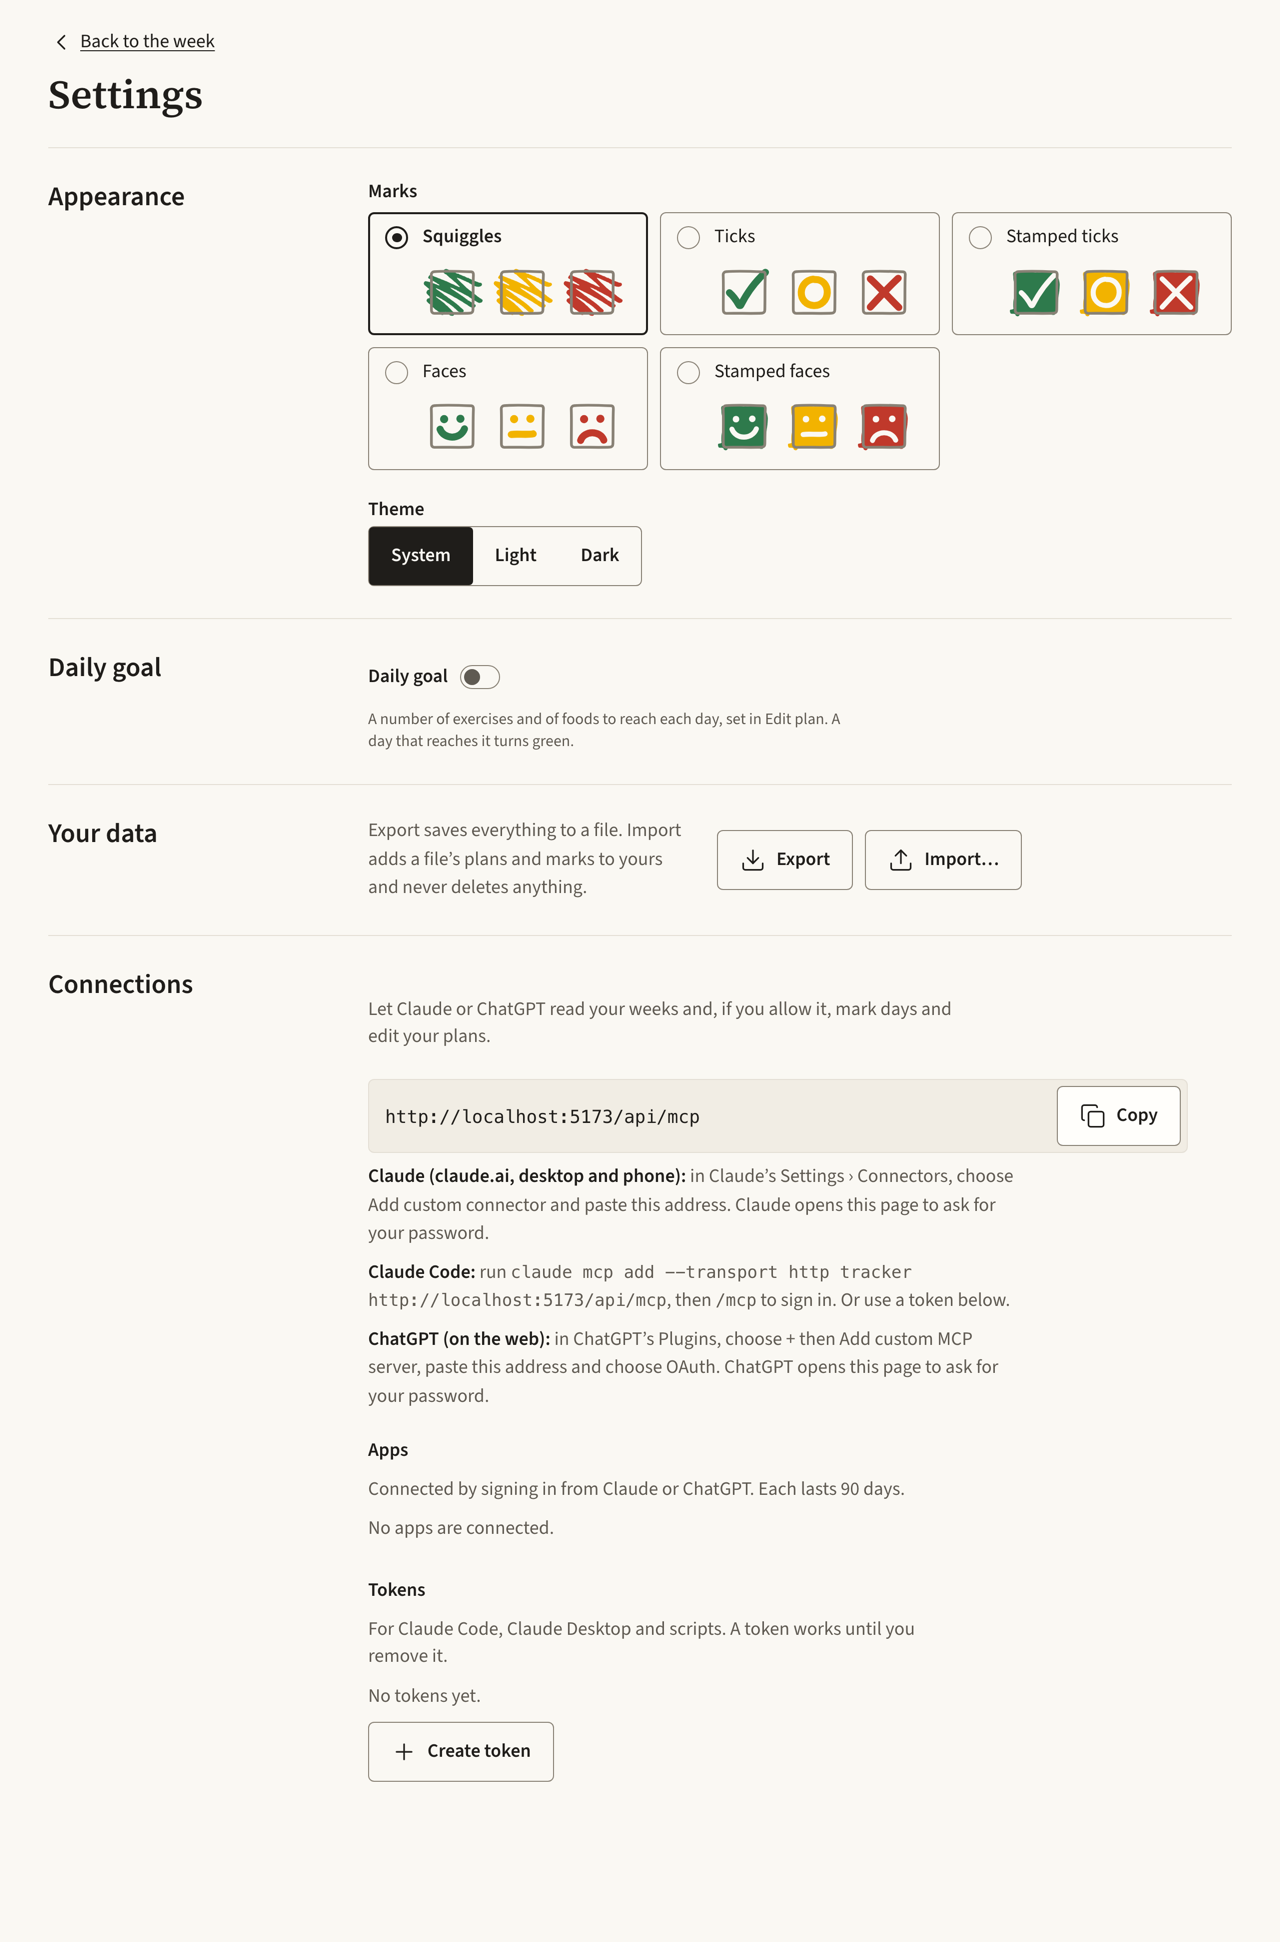 Back to the week
Settings
Appearance
Marks
Squiggles
Ticks
Stamped ticks
Faces
Stamped faces
Theme
System
Light
Dark
Daily goal
Daily goal
A number of exercises and of foods to reach each day, set in Edit plan. A
day that reaches it turns green.
Your data
Export saves everything to a file. Import
adds a file’s plans and marks to yours
and never deletes anything.
Export
Import…
Connections
Let Claude or ChatGPT read your weeks and, if you allow it, mark days and
edit your plans.
http://localhost:5173/api/mcp
Copy
Claude (claude.ai, desktop and phone): in Claude’s Settings › Connectors, choose
Add custom connector and paste this address. Claude opens this page to ask for
your password.
Claude Code: run claude mcp add --transport http tracker
http://localhost:5173/api/mcp, then /mcp to sign in. Or use a token below.
ChatGPT (on the web): in ChatGPT’s Plugins, choose + then Add custom MCP
server, paste this address and choose OAuth. ChatGPT opens this page to ask for
your password.
Apps
Connected by signing in from Claude or ChatGPT. Each lasts 90 days.
No apps are connected.
Tokens
For Claude Code, Claude Desktop and scripts. A token works until you
remove it.
No tokens yet.
Create token